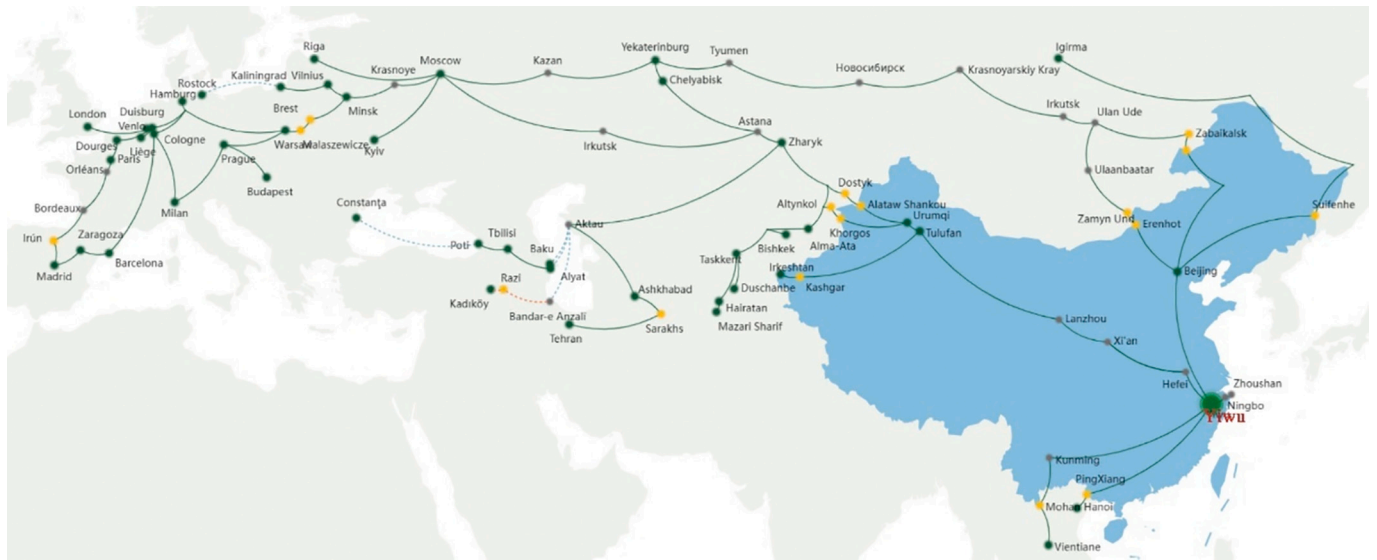 Riga
Moscow
Kazan
Yekaterinburg
Tyumen
Igirma
Rostock
Kaliningrad
Vilnius
Krasnoye
Chelyabisk
Новосибирск
Krasnoyarskiy Kray
Hamburg
London
Duisburg
Brest
Minsk
Irkutsk
Ulan Ude
Venlo
Astana
Zabaikalsk
Dourges
Liège
Cologne
Warsaw
Malaszewicze
Kyiv
Irkutsk
Zharyk
Paris
Prague
Orléans
Budapest
Ulaanbaatar
Dostyk
Bordeaux
Milan
Constanţa
Altynkol
Alataw Shankou
Urumqi
Zamyn Uud
Erenhot
Suifenhe
Irún
Zaragoza
Poti
Tbilisi
Baku
Aktau
Khorgos
Tulufan
Bishkek
Alma-Ata
Madrid
Barcelona
Razi
Alyat
Taskkent
Irkeshtan
Kashgar
Beijing
Kadıköy
Bandar-e Anzali
Ashkhabad
Duschanbe
Hairatan
Tehran
Sarakhs
Mazari Sharif
Lanzhou
Xi'an
Hefei
Zhoushan
Ningbo
Yiwu
Kunming
PingXiang
Mohan
Hanoi
Vientiane